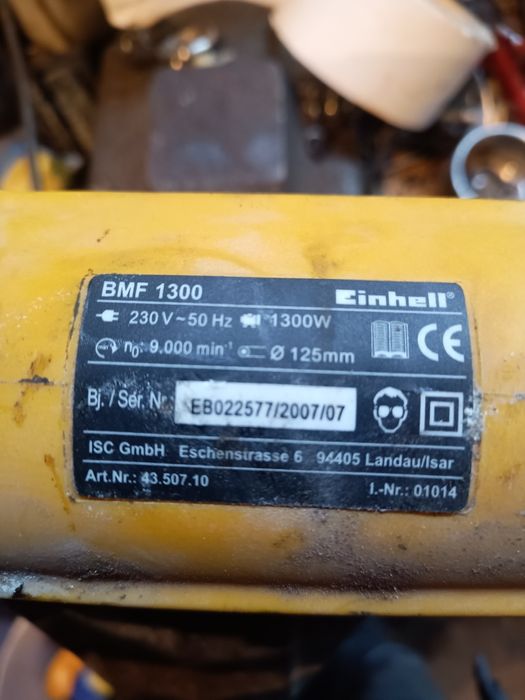 BMF 1300 Einhell®
230 V ~ 50 Hz 1300W
n₀: 9.000 min⁻¹ Ø 125mm
Bj. / Ser. N EB022577/2007/07
ISC GmbH Eschenstrasse 6 94405 Landau/Isar
Art.Nr.: 43.507.10 I.-Nr.: 01014